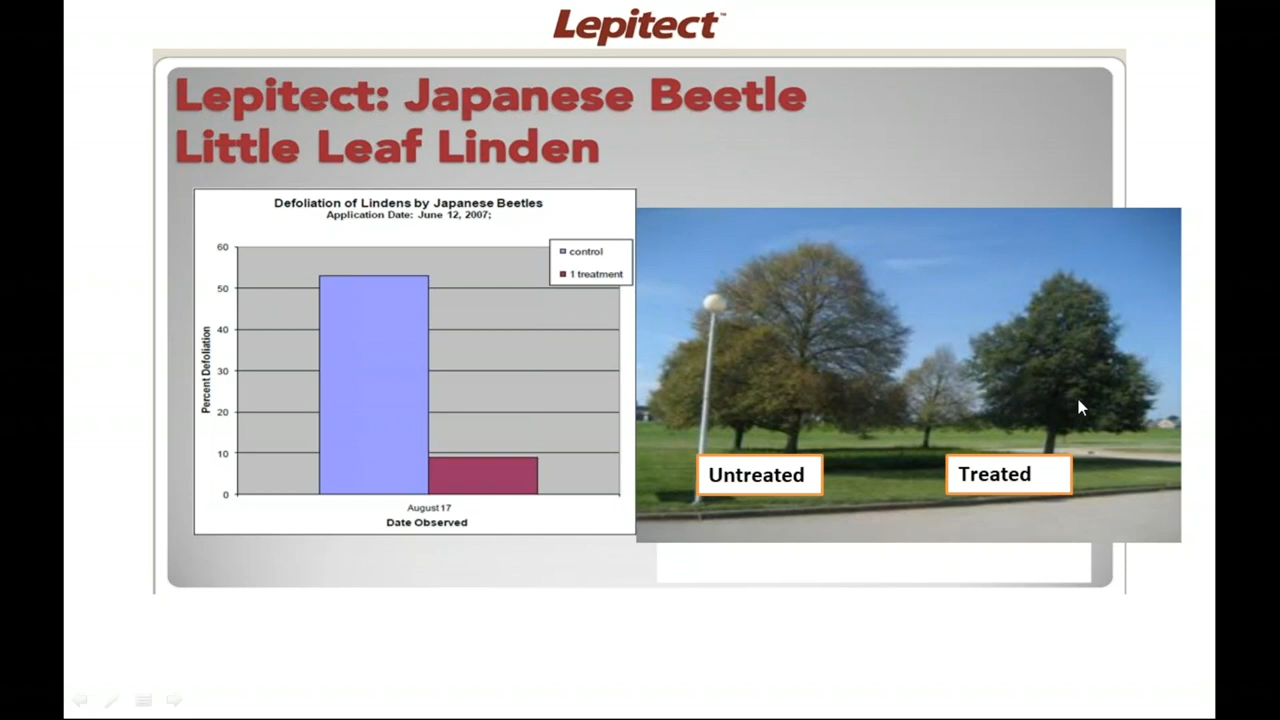 Lepitect™
Lepitect: Japanese Beetle
Little Leaf Linden
Defoliation of Lindens by Japanese Beetles
Application Date: June 12, 2007;
control
1 treatment
60
50
40
30
20
10
0
Percent Defoliation
August 17
Date Observed
Untreated
Treated